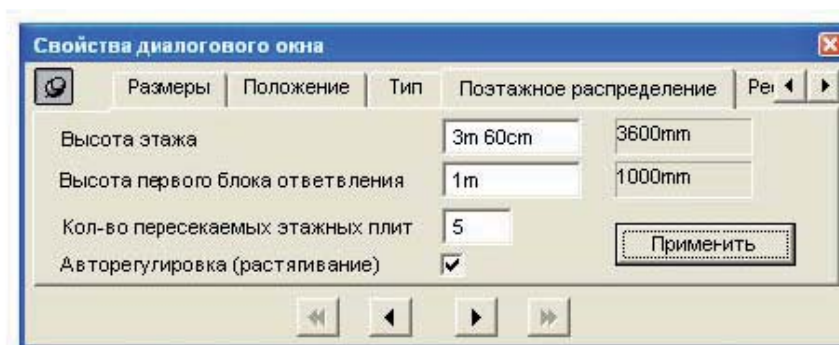 Свойства диалогового окна
Размеры Положение Тип Поэтажное распределение Рег
Высота этажа 3m 60cm 3600mm
Высота первого блока ответвления 1m 1000mm
Кол-во пересекаемых этажных плит 5
Применить
Авторегулировка (растягивание)